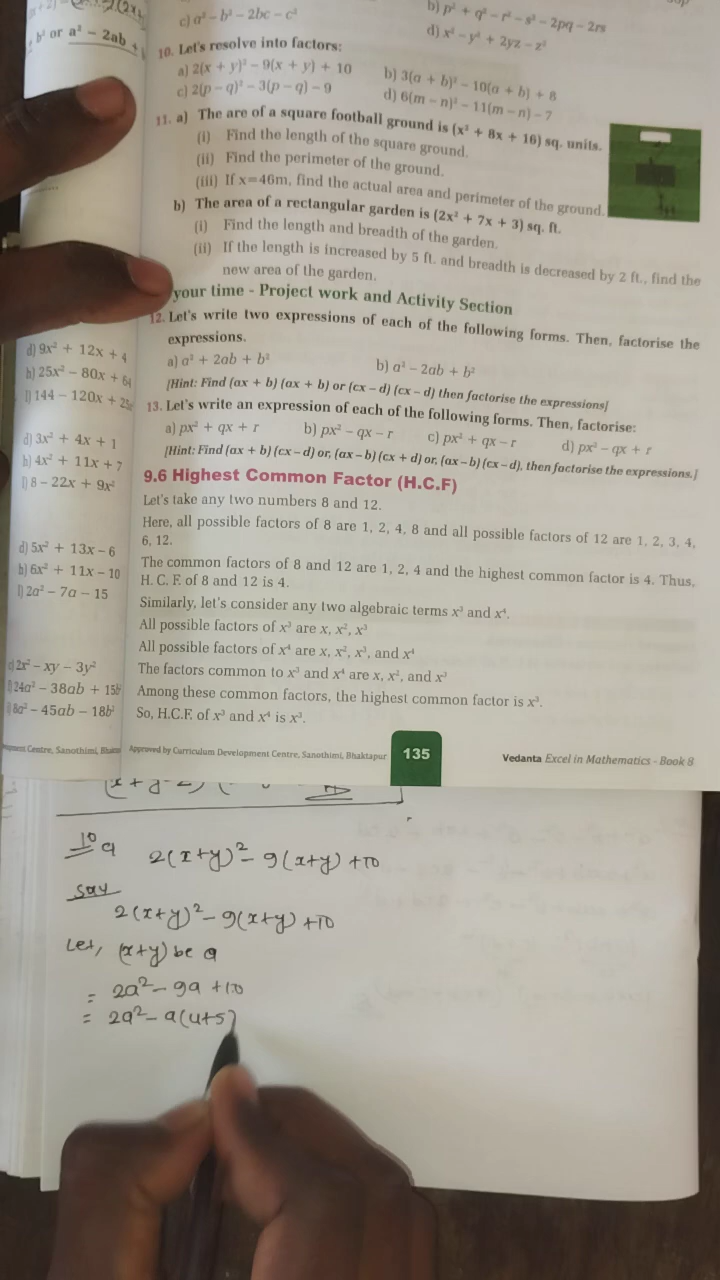 b² or a² − 2ab +
c) a² − b² − 2bc − c²
b) p² + q² − r² − s² − 2pq − 2rs
d) x² − y² + 2yz − z²
10. Let's resolve into factors:
a) 2(x + y)² − 9(x + y) + 10
b) 3(a + b)² − 10(a + b) + 8
c) 2(p − q)² − 3(p − q) − 9
d) 6(m − n)² − 11(m − n) − 7
11. a) The are of a square football ground is (x² + 8x + 16) sq. units.
(i) Find the length of the square ground.
(ii) Find the perimeter of the ground.
(iii) If x=46m, find the actual area and perimeter of the ground.
b) The area of a rectangular garden is (2x² + 7x + 3) sq. ft.
(i) Find the length and breadth of the garden.
(ii) If the length is increased by 5 ft. and breadth is decreased by 2 ft., find the
new area of the garden.
your time - Project work and Activity Section
12. Let's write two expressions of each of the following forms. Then, factorise the
expressions.
a) a² + 2ab + b²
b) a² − 2ab + b²
[Hint: Find (ax + b) (ax + b) or (cx − d) (cx − d) then factorise the expressions]
13. Let's write an expression of each of the following forms. Then, factorise:
a) px² + qx + r
b) px² − qx − r
c) px² + qx − r
d) px² − qx + r
[Hint: Find (ax + b) (cx − d) or, (ax − b) (cx + d) or, (ax − b) (cx − d), then factorise the expressions.]
9.6 Highest Common Factor (H.C.F)
Let's take any two numbers 8 and 12.
Here, all possible factors of 8 are 1, 2, 4, 8 and all possible factors of 12 are 1, 2, 3, 4,
6, 12.
The common factors of 8 and 12 are 1, 2, 4 and the highest common factor is 4. Thus,
H. C. F. of 8 and 12 is 4.
Similarly, let's consider any two algebraic terms x³ and x⁴.
All possible factors of x³ are x, x², x³
All possible factors of x⁴ are x, x², x³, and x⁴
The factors common to x³ and x⁴ are x, x², and x³
Among these common factors, the highest common factor is x³.
So, H.C.F. of x³ and x⁴ is x³.
Approved by Curriculum Development Centre, Sanothimi, Bhaktapur
135
Vedanta Excel in Mathematics - Book 8
d) 9x² + 12x + 4
h) 25x² − 80x + 64
l) 144 − 120x + 25
d) 3x² + 4x + 1
h) 4x² + 11x + 7
l) 8 − 22x + 9x²
d) 5x² + 13x − 6
h) 6x² + 11x − 10
l) 2a² − 7a − 15
2x² − xy − 3y²
24a² − 38ab + 15b²
8a² − 45ab − 18b²
Centre, Sanothimi,
10 a 2(x+y)² − 9(x+y) + 10
say
2(x+y)² − 9(x+y) + 10
Let, (x+y) be a
= 2a² − 9a + 10
= 2a² − a(4+5)